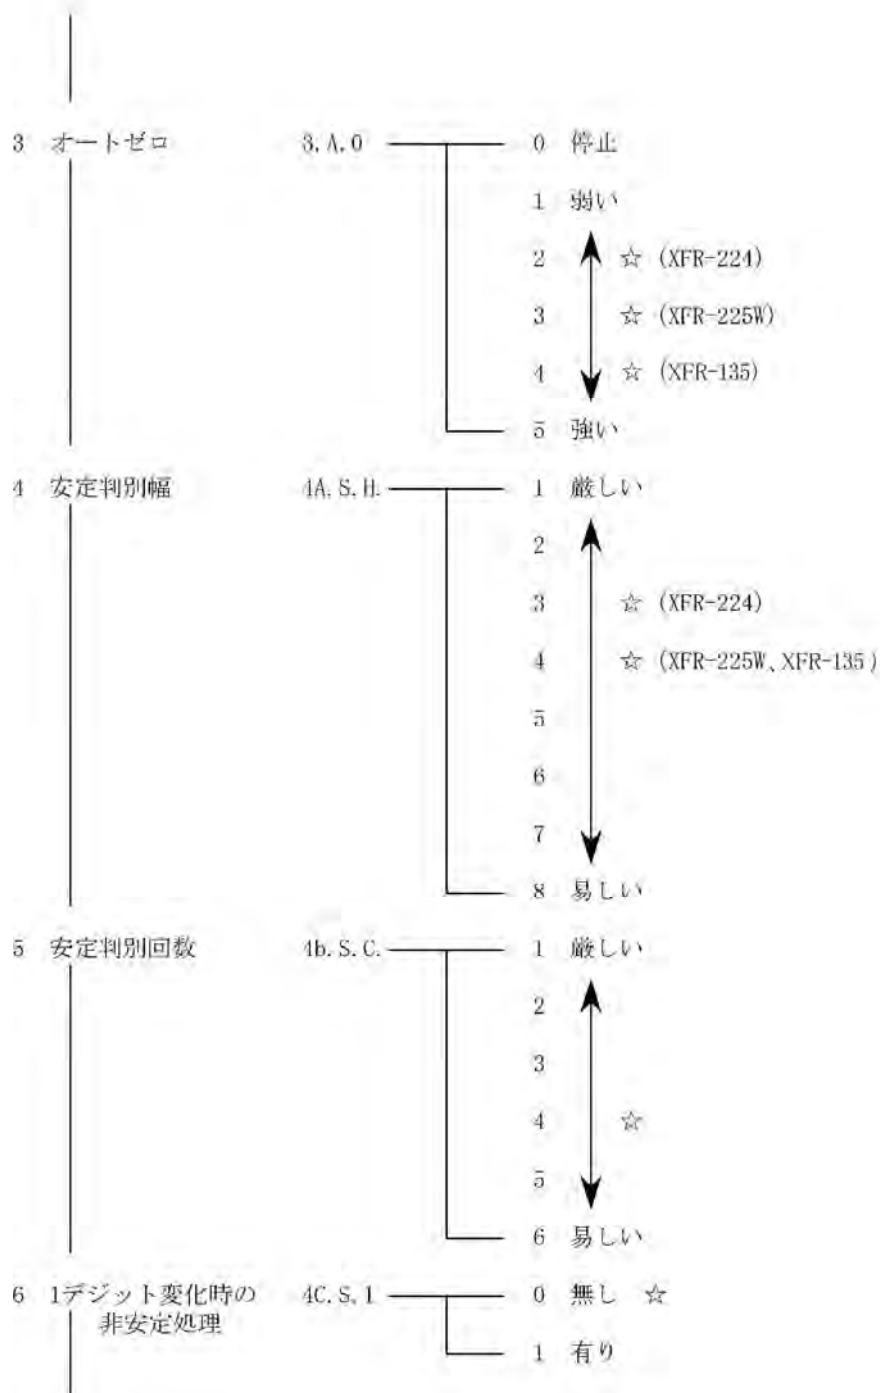 3 オートゼロ 3.A.0 0 停止
1 弱い
2 ☆ (XFR-224)
3 ☆ (XFR-225W)
4 ☆ (XFR-135)
5 強い
4 安定判別幅 4A.S.H. 1 厳しい
2
3 ☆ (XFR-224)
4 ☆ (XFR-225W、XFR-135)
5
6
7
8 易しい
5 安定判別回数 4b.S.C. 1 厳しい
2
3
4 ☆
5
6 易しい
6 1デジット変化時の 4C.S.1 0 無し ☆
非安定処理
1 有り